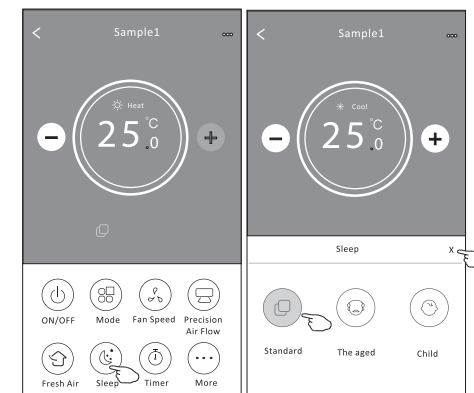 Sample1
Heat
25.0°C
ON/OFF Mode Fan Speed Precision Air Flow
Fresh Air Sleep Timer More
Sample1
Cool
25.0°C
Sleep X
Standard The aged Child